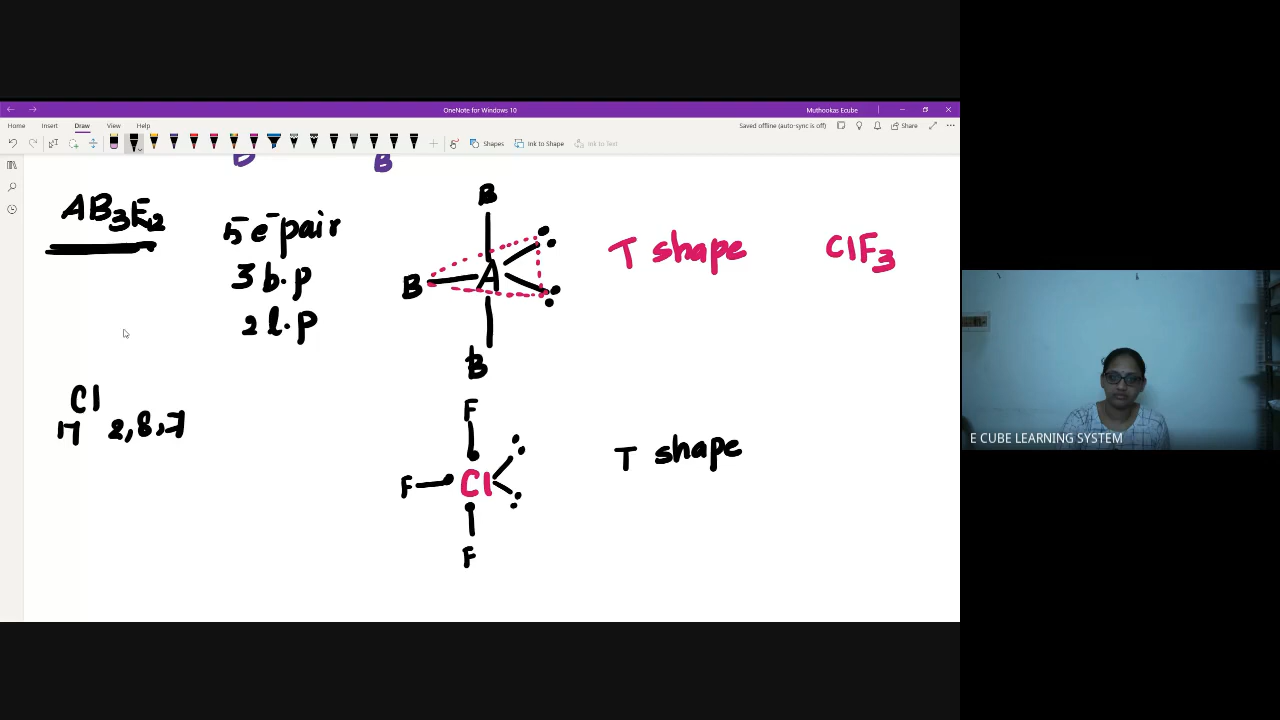 OneNote for Windows 10
Muthookas Ecube
Home Insert Draw View Help
Saved offline (auto-sync is off)
Share
Shapes
Ink to Shape
Ink to Text
B B
AB3E2
5 e- pair
3 b.p
2 l.p
B
B A
B
T shape
ClF3
Cl
17 2,8,7
F
F Cl
F
T shape
E CUBE LEARNING SYSTEM